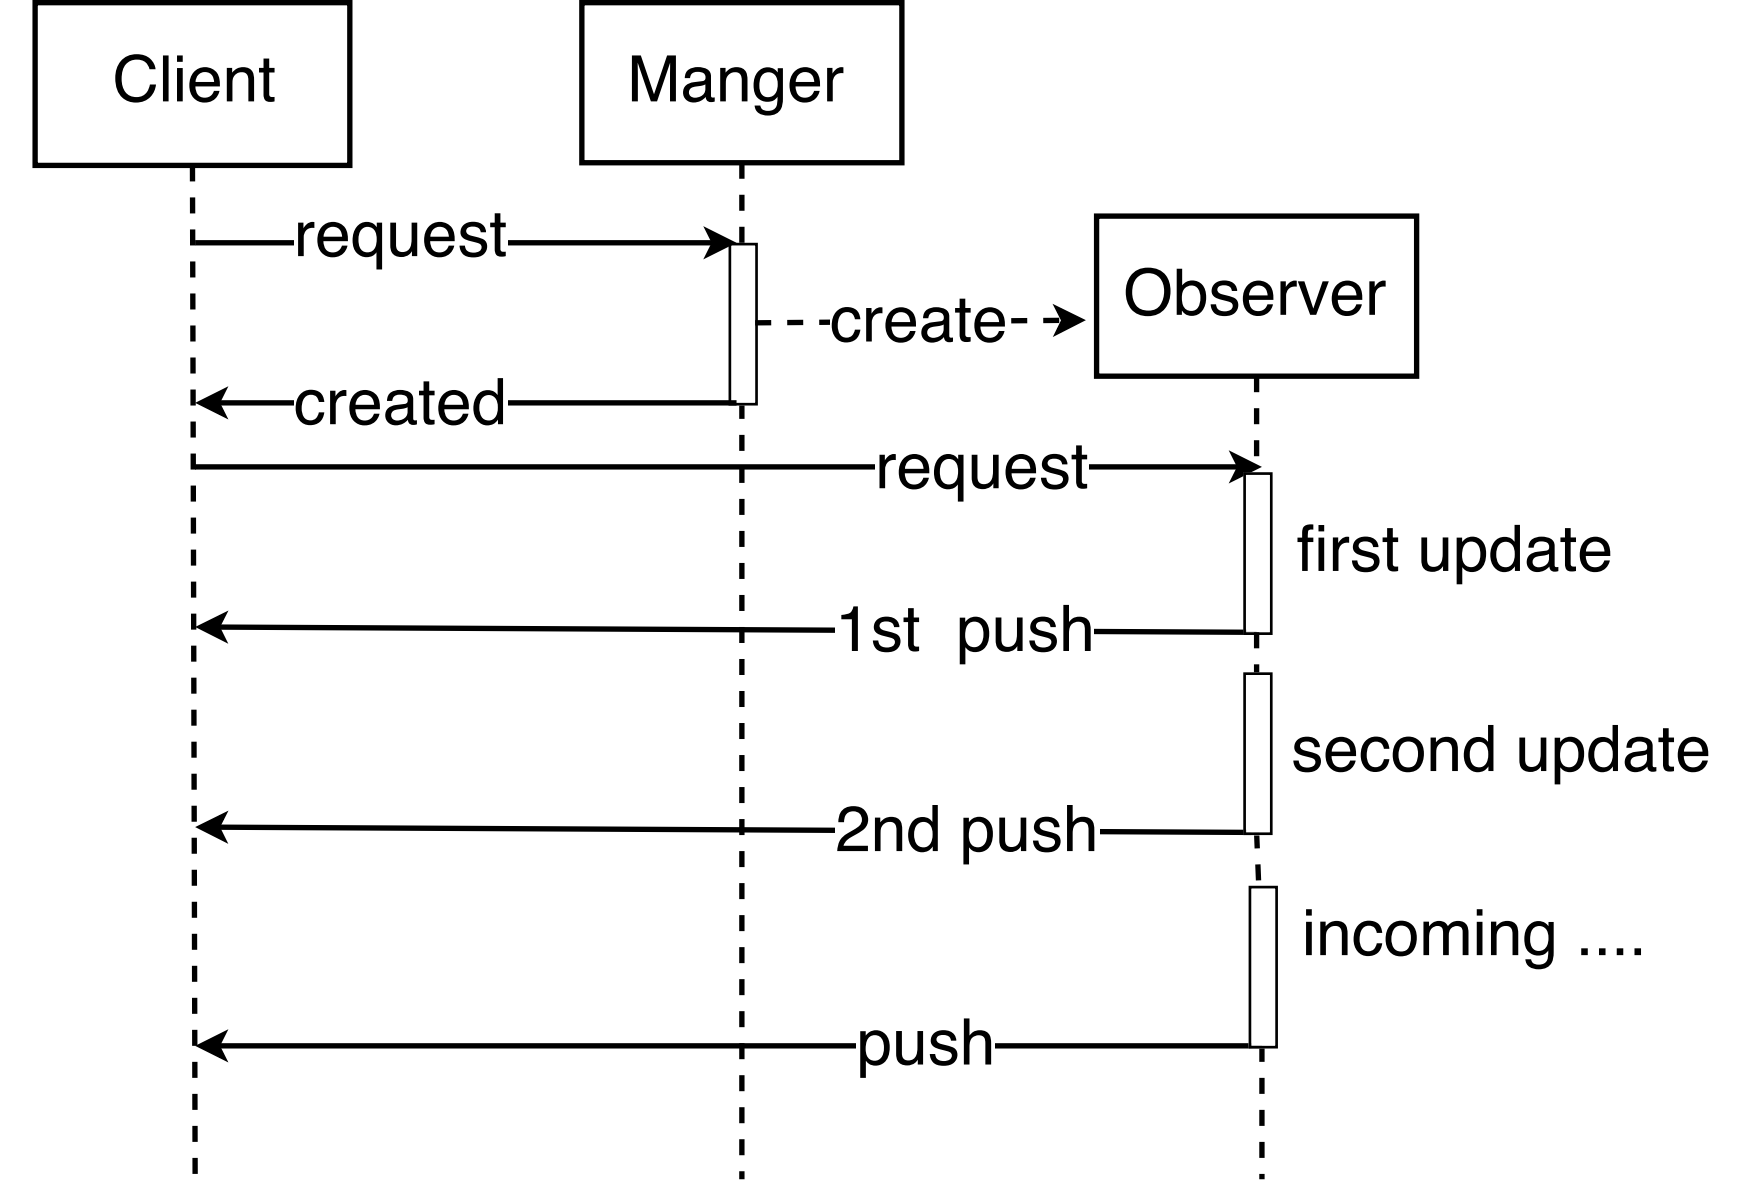 Client
Manger
request
Observer
create
created
request
first update
1st  push
second update
2nd push
incoming ....
push